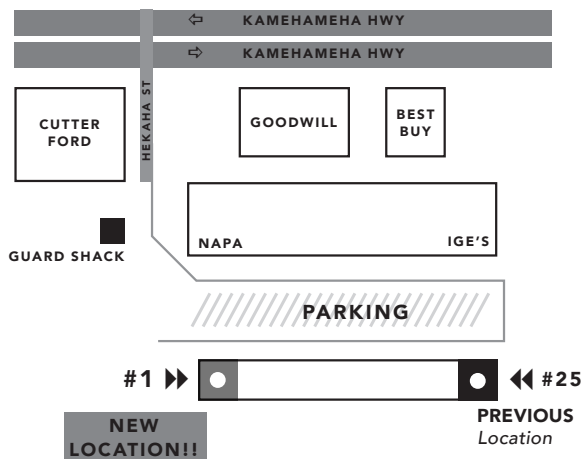 KAMEHAMEHA HWY
KAMEHAMEHA HWY
HEKAHA ST
CUTTER
FORD
GOODWILL
BEST
BUY
GUARD SHACK
NAPA
IGE'S
PARKING
#1
#25
NEW
LOCATION!!
PREVIOUS
Location